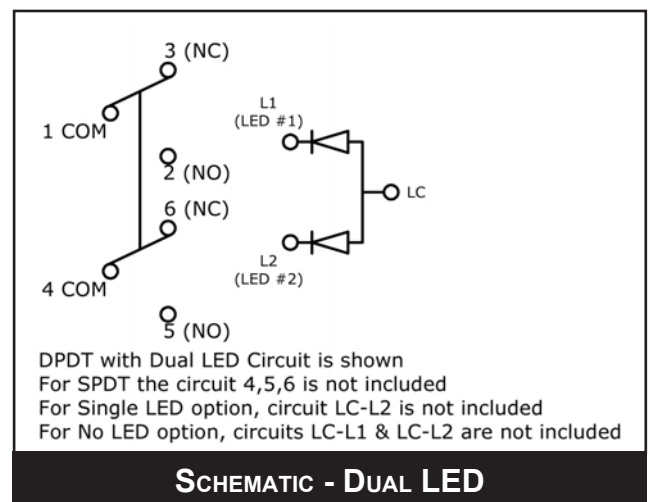 3 (NC)
1 COM
2 (NO)
6 (NC)
4 COM
5 (NO)
L1
(LED #1)
LC
L2
(LED #2)
DPDT with Dual LED Circuit is shown
For SPDT the circuit 4,5,6 is not included
For Single LED option, circuit LC-L2 is not included
For No LED option, circuits LC-L1 & LC-L2 are not included
SCHEMATIC - DUAL LED